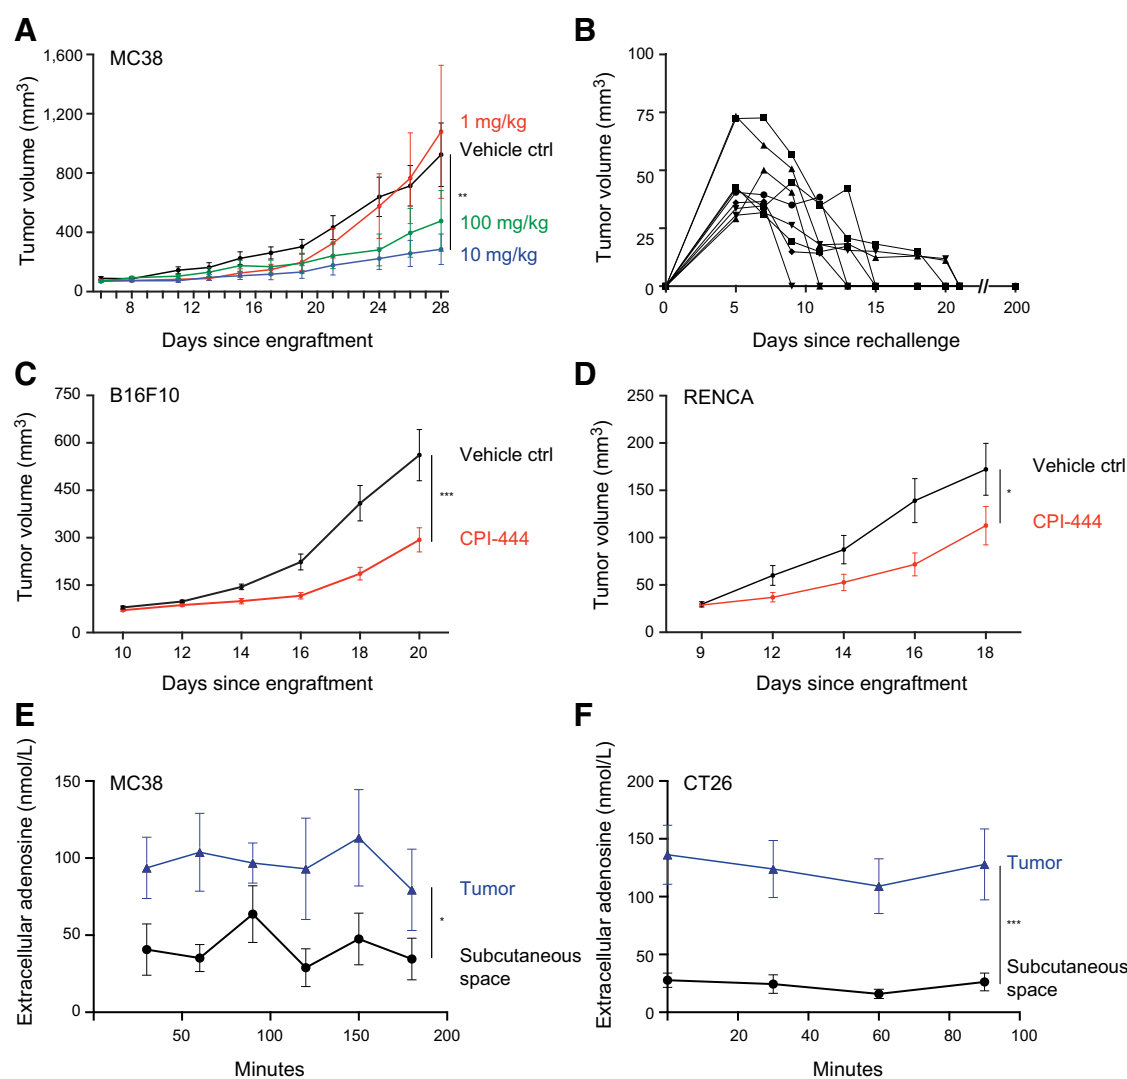 A
MC38
Tumor volume (mm3)
1,600
1,200
800
400
0
8
12
16
20
24
28
Days since engraftment
1 mg/kg
Vehicle ctrl
**
100 mg/kg
10 mg/kg
B
Tumor volume (mm3)
100
75
50
25
0
0
5
10
15
20
200
Days since rechallenge
C
B16F10
Tumor volume (mm3)
750
600
450
300
150
0
10
12
14
16
18
20
Days since engraftment
Vehicle ctrl
***
CPI-444
D
RENCA
Tumor volume (mm3)
250
200
150
100
50
0
9
12
14
16
18
Days since engraftment
Vehicle ctrl
*
CPI-444
E
MC38
Extracellular adenosine (nmol/L)
150
100
50
0
50
100
150
200
Minutes
Tumor
*
Subcutaneous
space
F
CT26
Extracellular adenosine (nmol/L)
200
150
100
50
0
20
40
60
80
100
Minutes
Tumor
***
Subcutaneous
space